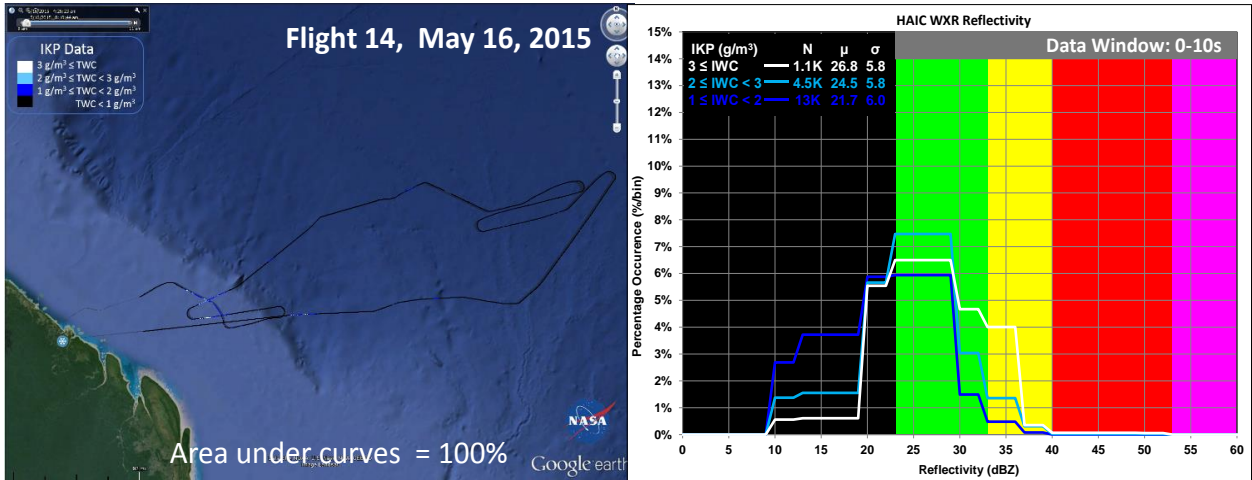 Flight 14, May 16, 2015
IKP Data
3 g/m³ ≤ TWC
2 g/m³ ≤ TWC < 3 g/m³
1 g/m³ ≤ TWC < 2 g/m³
TWC < 1 g/m³
NASA
Area under curves = 100%
Google earth
HAIC WXR Reflectivity
Data Window: 0-10s
IKP (g/m³) N µ σ
3 ≤ IWC 1.1K 26.8 5.8
2 ≤ IWC < 3 4.5K 24.5 5.8
1 ≤ IWC < 2 13K 21.7 6.0
Percentage Occurence (%/bin)
15%
14%
13%
12%
11%
10%
9%
8%
7%
6%
5%
4%
3%
2%
1%
0%
0 5 10 15 20 25 30 35 40 45 50 55 60
Reflectivity (dBZ)